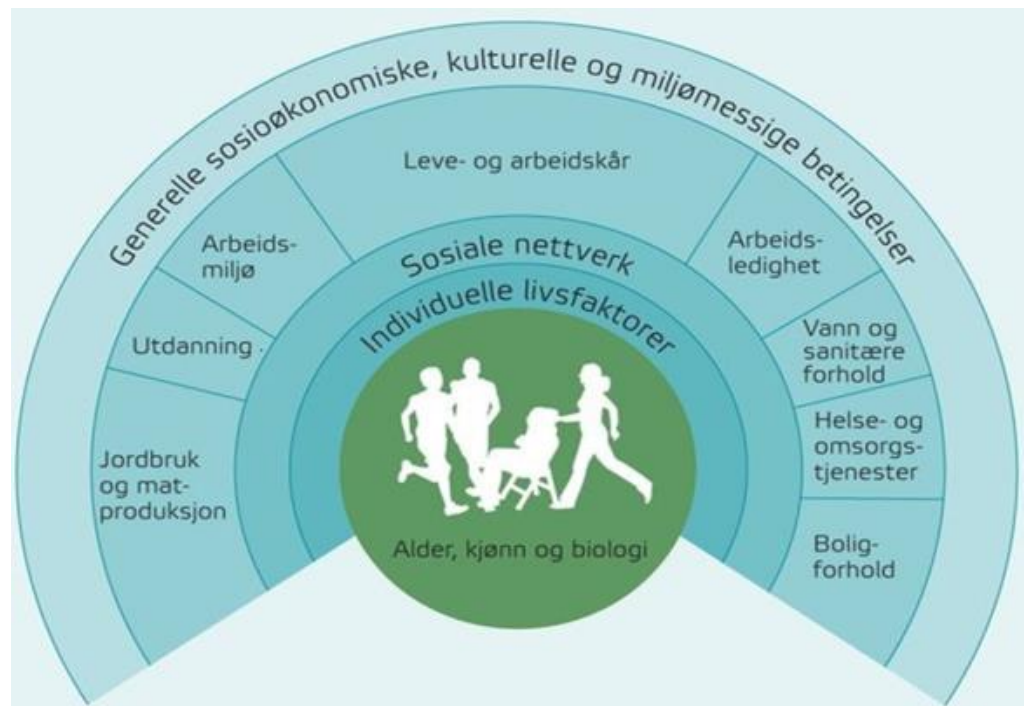 Generelle sosioøkonomiske, kulturelle og miljømessige betingelser
Leve- og arbeidskår
Arbeids-
miljø
Utdanning
Jordbruk
og mat-
produksjon
Arbeids-
ledighet
Vann og
sanitære
forhold
Helse- og
omsorgs-
tjenester
Bolig-
forhold
Sosiale nettverk
Individuelle livsfaktorer
Alder, kjønn og biologi